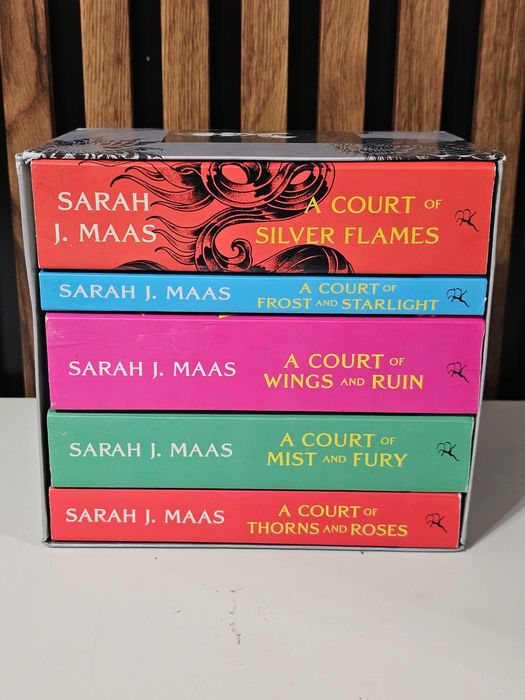 SARAH
J. MAAS
A COURT OF
SILVER FLAMES
SARAH J. MAAS
A COURT OF
FROST AND STARLIGHT
SARAH J. MAAS
A COURT OF
WINGS AND RUIN
SARAH J. MAAS
A COURT OF
MIST AND FURY
SARAH J. MAAS
A COURT OF
THORNS AND ROSES